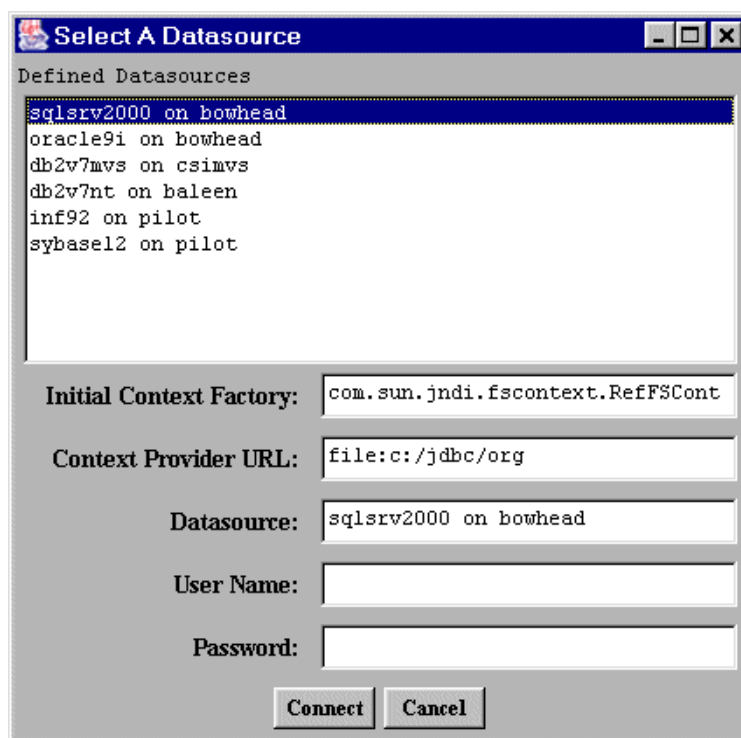 Select A Datasource
Defined Datasources
sqlsrv2000 on bowhead
oracle9i on bowhead
db2v7mvs on csimvs
db2v7nt on baleen
inf92 on pilot
sybase12 on pilot
Initial Context Factory: com.sun.jndi.fscontext.RefFSCont
Context Provider URL: file:c:/jdbc/org
Datasource: sqlsrv2000 on bowhead
User Name:
Password:
Connect Cancel